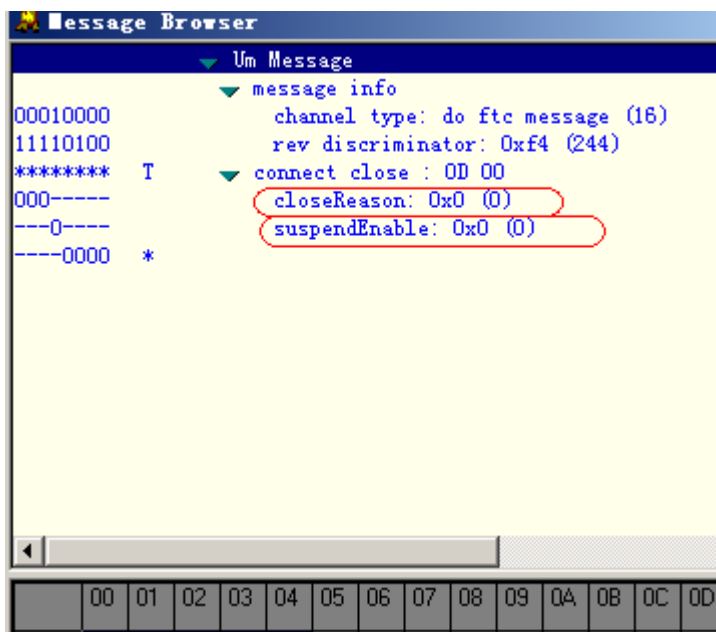 Message Browser
Um Message
message info
00010000 channel type: do ftc message (16)
11110100 rev discriminator: 0xf4 (244)
******** T connect close : 0D 00
000----- closeReason: 0x0 (0)
---0---- suspendEnable: 0x0 (0)
----0000 *
00 01 02 03 04 05 06 07 08 09 0A 0B 0C 0D